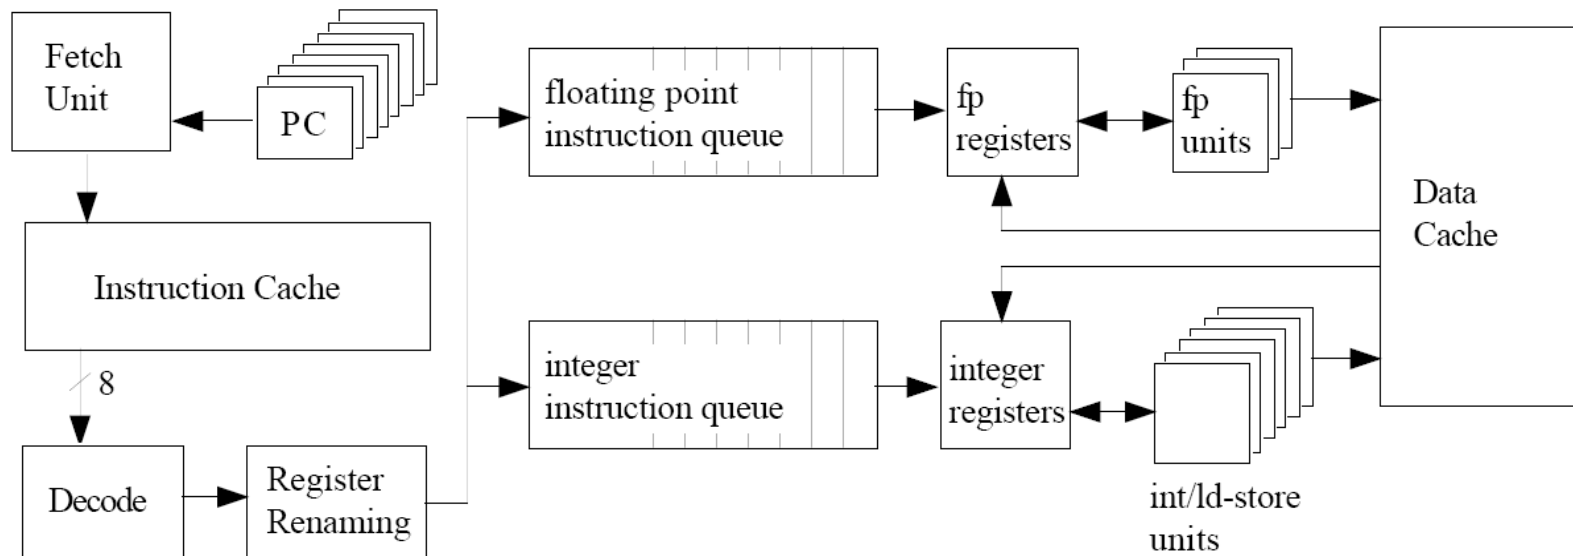 Fetch
Unit
PC
floating point
instruction queue
fp
registers
fp
units
Data
Cache
Instruction Cache
8
integer
instruction queue
integer
registers
int/ld-store
units
Decode
Register
Renaming